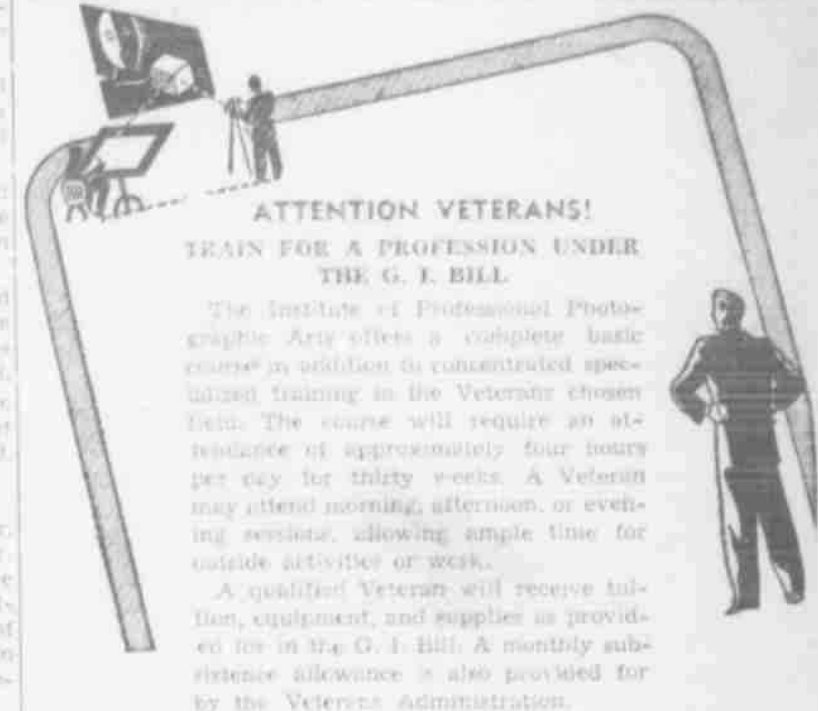 ATTENTION VETERANS!
TRAIN FOR A PROFESSION UNDER
THE G. I. BILL
The Institute of Professional Photo-
graphic Arts offers a complete basic
course in addition to concentrated spec-
ialized training in the Veterans chosen
field. The course will require an at-
tendance of approximately four hours
per day for thirty weeks. A Veteran
may attend morning, afternoon, or even-
ing sessions, allowing ample time for
outside activities or work.
A qualified Veteran will receive tui-
tion, equipment, and supplies as provid-
ed for in the G. I. Bill. A monthly sub-
sistence allowance is also provided for
by the Veterans Administration.